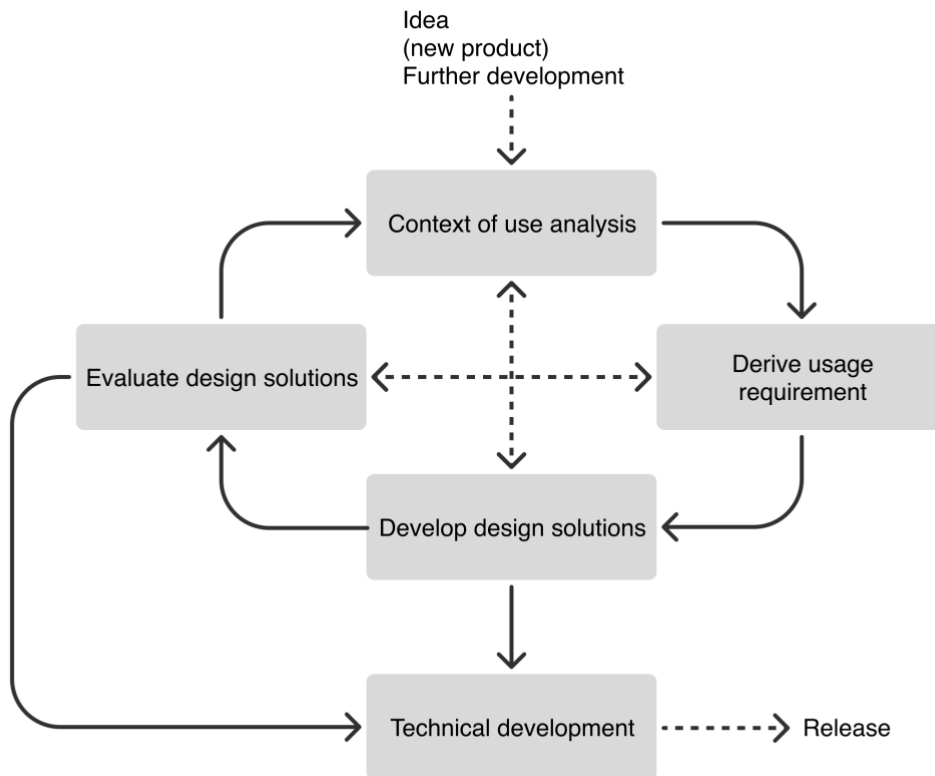 Idea
(new product)
Further development
Context of use analysis
Evaluate design solutions
Derive usage
requirement
Develop design solutions
Technical development
Release